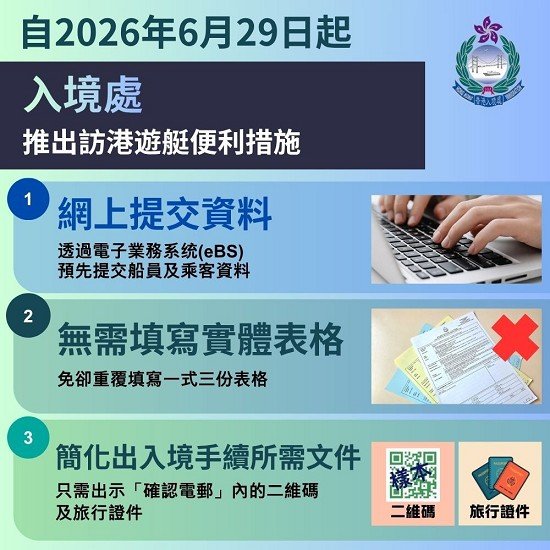 自2026年6月29日起
入境處
推出訪港遊艇便利措施
1
網上提交資料
透過電子業務系統(eBS)
預先提交船員及乘客資料
2
無需填寫實體表格
免卻重覆填寫一式三份表格
3
簡化出入境手續所需文件
只需出示「確認電郵」內的二維碼
及旅行證件
樣本
二維碼
旅行證件